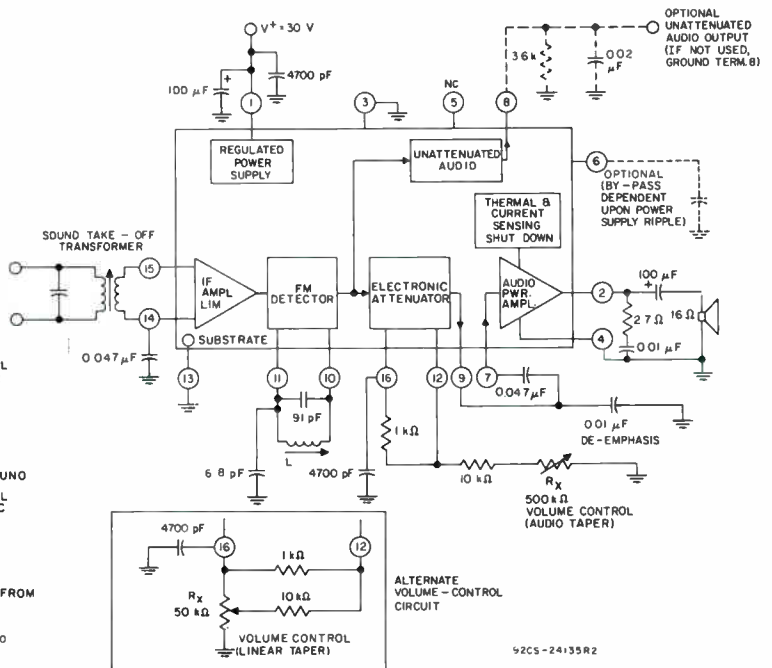 V+ = 30 V
OPTIONAL
UNATTENUATED
AUDIO OUTPUT
(IF NOT USED,
GROUND TERM. 8)
+
100 µF
4700 pF
3.6k
0.02
µF
NC
1
3
5
8
REGULATED
POWER
SUPPLY
UNATTENUATED
AUDIO
6
OPTIONAL
(BY-PASS
DEPENDENT
UPON POWER
SUPPLY RIPPLE)
THERMAL &
CURRENT
SENSING
SHUT DOWN
SOUND TAKE-OFF
TRANSFORMER
15
IF
AMPL
LIM.
FM
DETECTOR
ELECTRONIC
ATTENUATOR
AUDIO
PWR.
AMPL.
2
100 µF
+
2.7 Ω
16 Ω
14
4
0.01 µF
SUBSTRATE
0.047 µF
L
13
11
10
16
12
9
7
0.047 µF
91 pF
1 kΩ
0.01 µF
DE-EMPHASIS
L
6.8 pF
4700 pF
10 kΩ
RX
500 kΩ
VOLUME CONTROL
(AUDIO TAPER)
UND
L
C
4700 pF
16
12
1 kΩ
RX
50 kΩ
10 kΩ
ALTERNATE
VOLUME-CONTROL
CIRCUIT
FROM
VOLUME CONTROL
(LINEAR TAPER)
92CS-24135R2